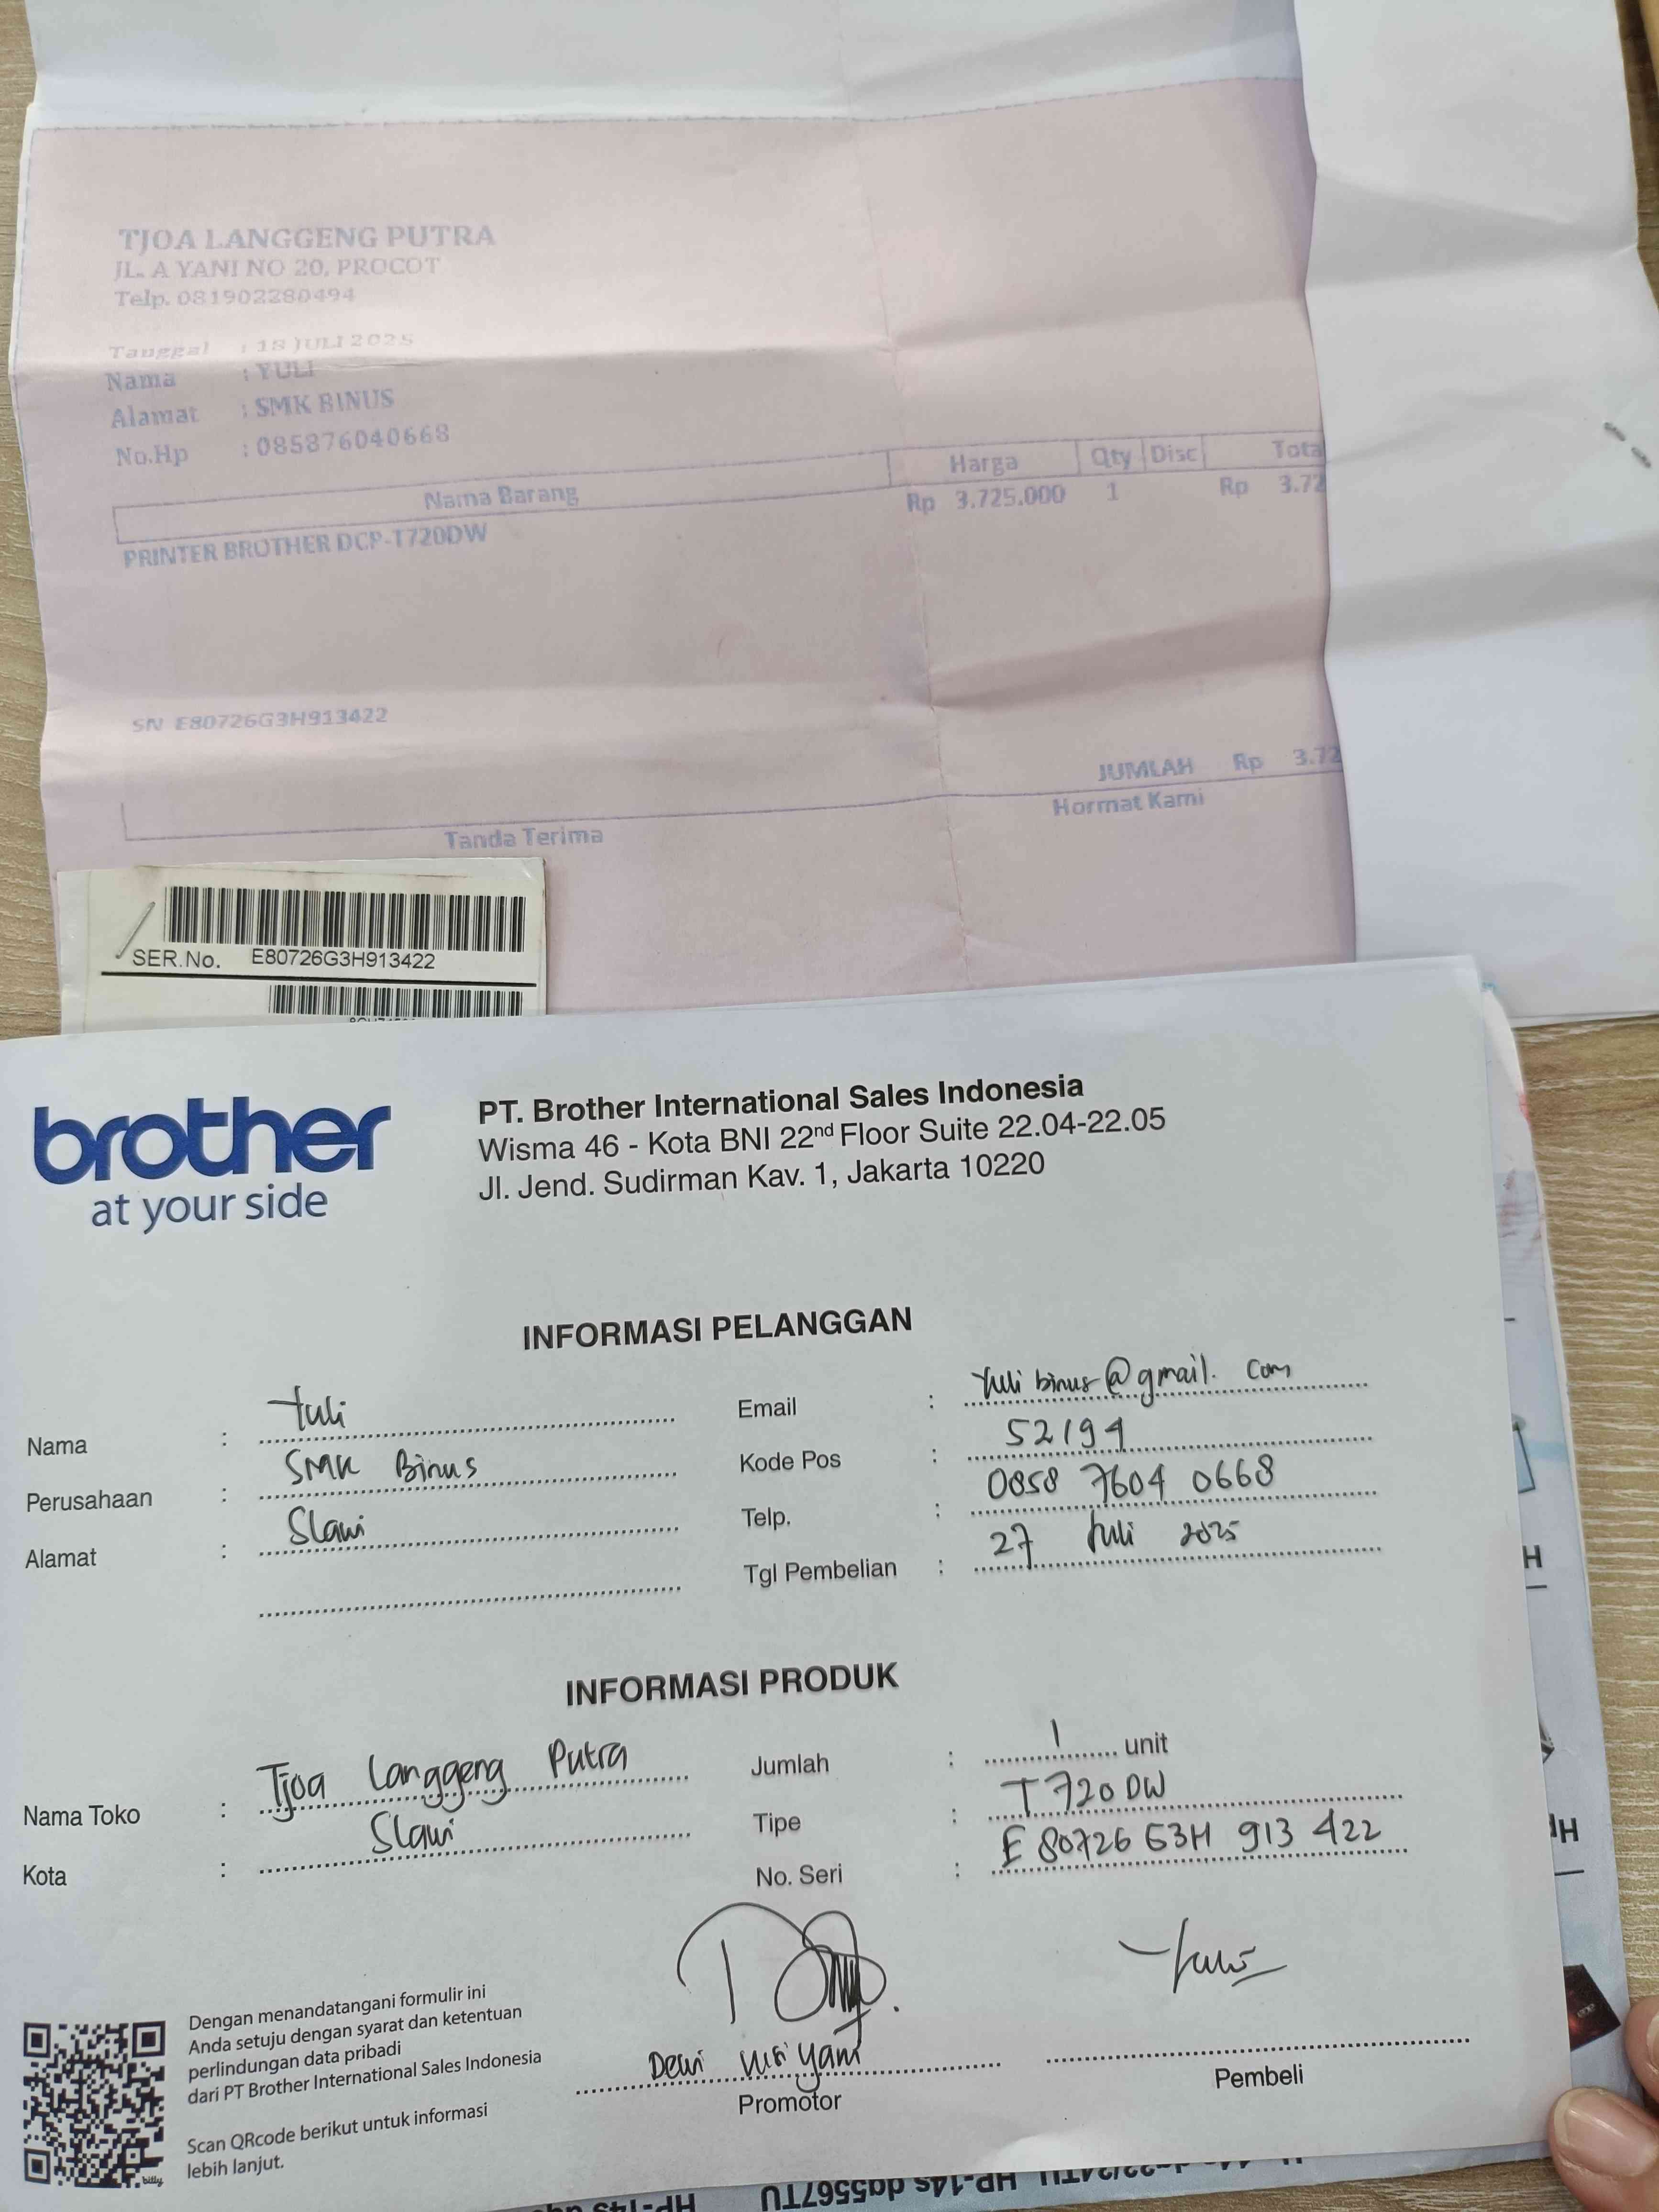 TJOA LANGGENG PUTRA
JL. A YANI NO 20, PROCOT
Telp. 081902280494
Tanggal : 18 JULI 2025
Nama : YULI
Alamat : SMK BINUS
No.Hp : 085876040668
Nama Barang Harga Qty Disc Tota
PRINTER BROTHER DCP-T720DW Rp 3.725.000 1 Rp 3.72
SN E80726G3H913422
JUMLAH Rp 3.72
Tanda Terima Hormat Kami
SER.No. E80726G3H913422
brother
at your side
PT. Brother International Sales Indonesia
Wisma 46 - Kota BNI 22nd Floor Suite 22.04-22.05
Jl. Jend. Sudirman Kav. 1, Jakarta 10220
INFORMASI PELANGGAN
Nama : Yuli
Perusahaan : SMK Binus
Alamat : Slawi
Email : Yuli binus@gmail. com
Kode Pos : 52194
Telp. : 0858 7604 0668
Tgl Pembelian : 27 Juli 2025
INFORMASI PRODUK
Nama Toko : Tjoa Langgeng Putra
Kota : Slawi
Jumlah : 1 unit
Tipe : T720 DW
No. Seri : E 80726 G3H 913 422
Dengan menandatangani formulir ini
Anda setuju dengan syarat dan ketentuan
perlindungan data pribadi
dari PT Brother International Sales Indonesia
Scan QRcode berikut untuk informasi
lebih lanjut.
bitly
Dewi
Promotor
Yuli
Pembeli
HP-14s dq5567TU